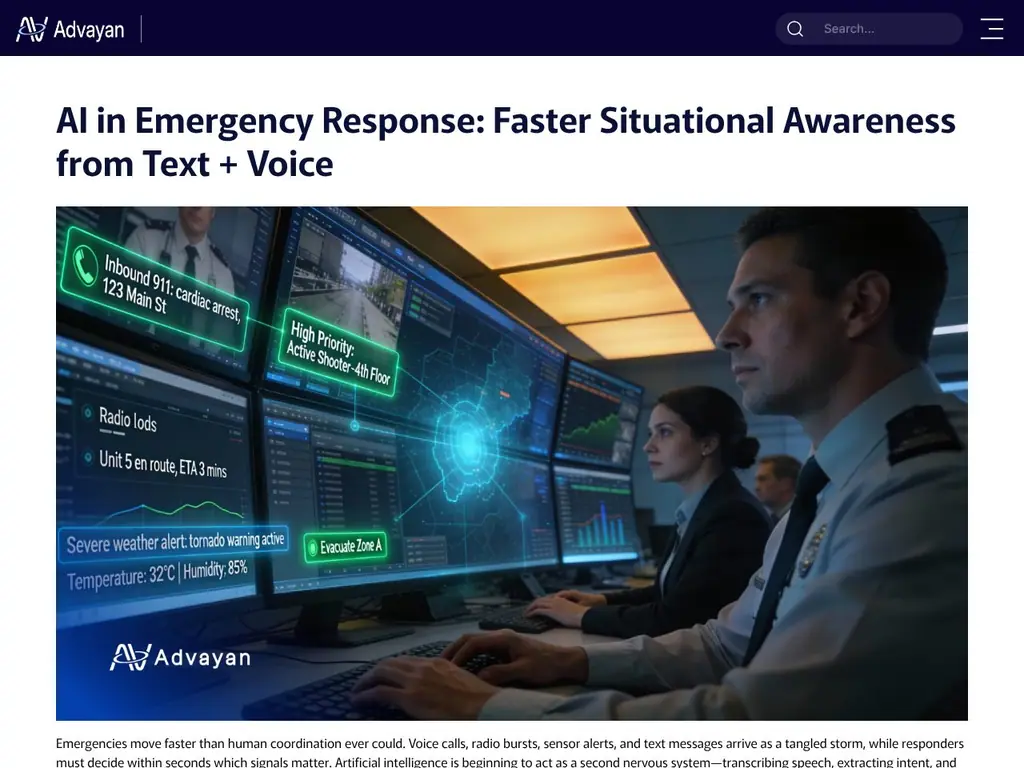 Advayan
Search...
AI in Emergency Response: Faster Situational Awareness
from Text + Voice
Inbound 911: cardiac arrest,
123 Main St
High Priority:
Active Shooter-4th Floor
Radio lods
Unit 5 en route, ETA 3 mins
Severe weather alert: tornado warning active
Temperature: 32°C | Humidity: 85%
Evacuate Zone A
Advayan
Emergencies move faster than human coordination ever could. Voice calls, radio bursts, sensor alerts, and text messages arrive as a tangled storm, while responders
must decide within seconds which signals matter. Artificial intelligence is beginning to act as a second nervous system—transcribing speech, extracting intent, and